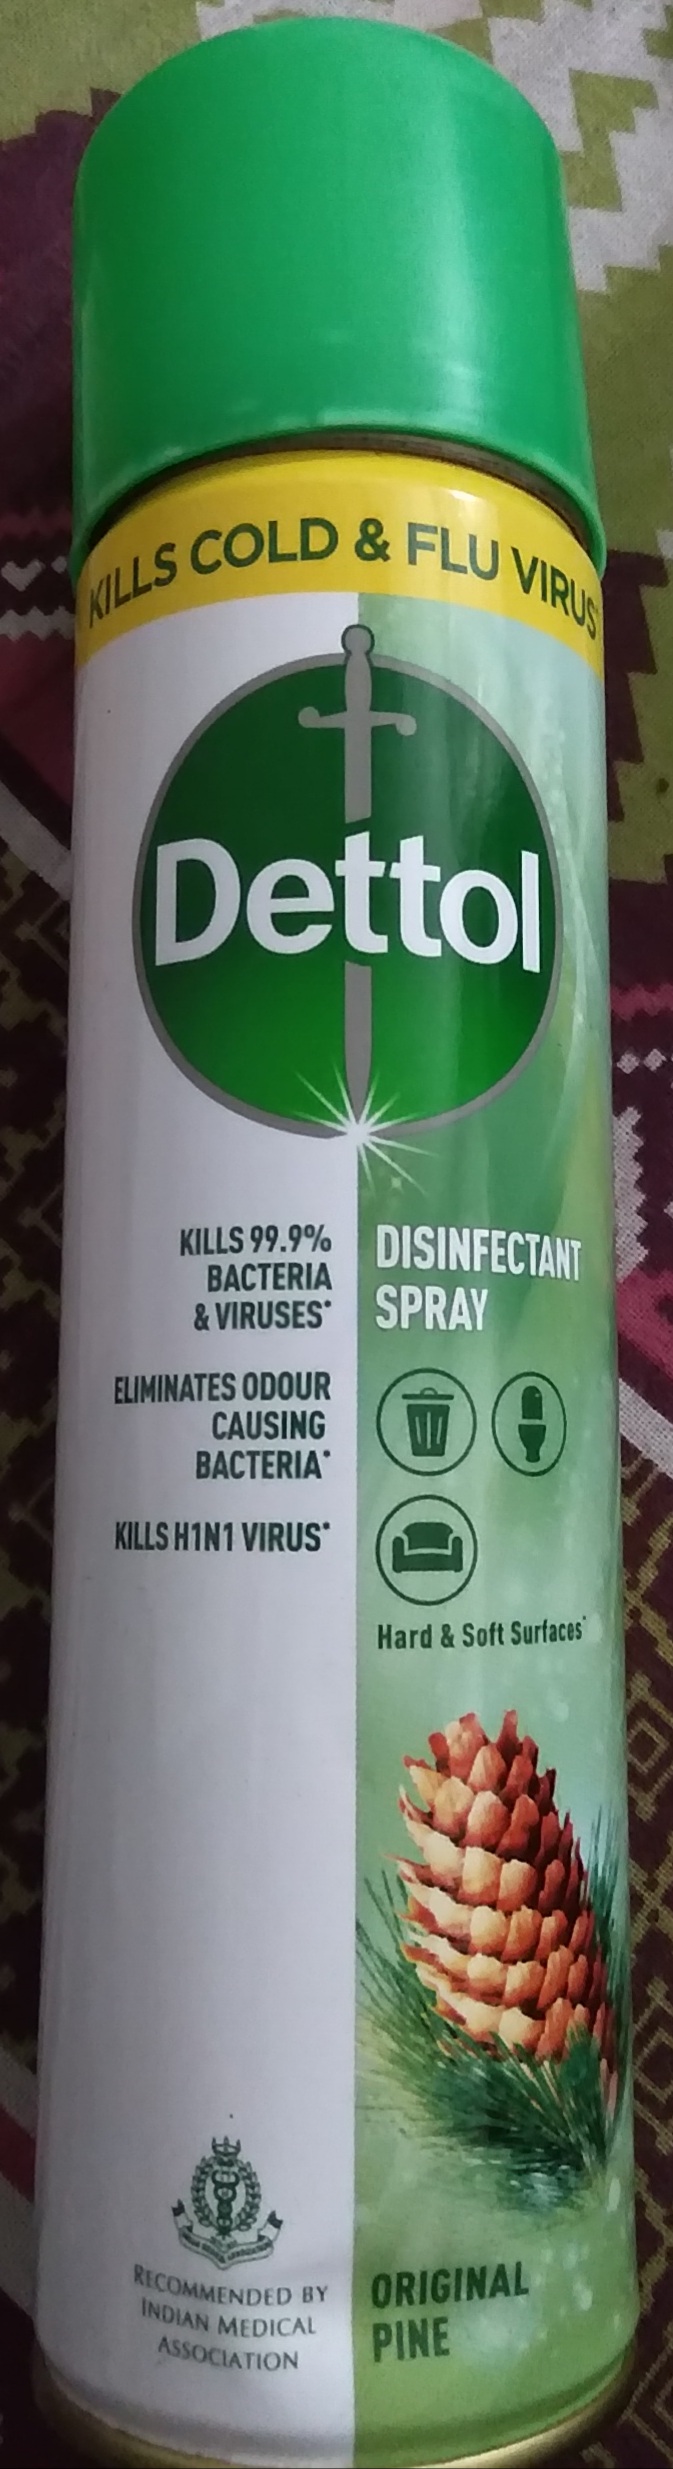 KILLS COLD & FLU VIRUS*
Dettol
KILLS 99.9%
BACTERIA
& VIRUSES*
ELIMINATES ODOUR
CAUSING
BACTERIA*
KILLS H1N1 VIRUS*
DISINFECTANT
SPRAY
Hard & Soft Surfaces*
RECOMMENDED BY
INDIAN MEDICAL
ASSOCIATION
ORIGINAL
PINE